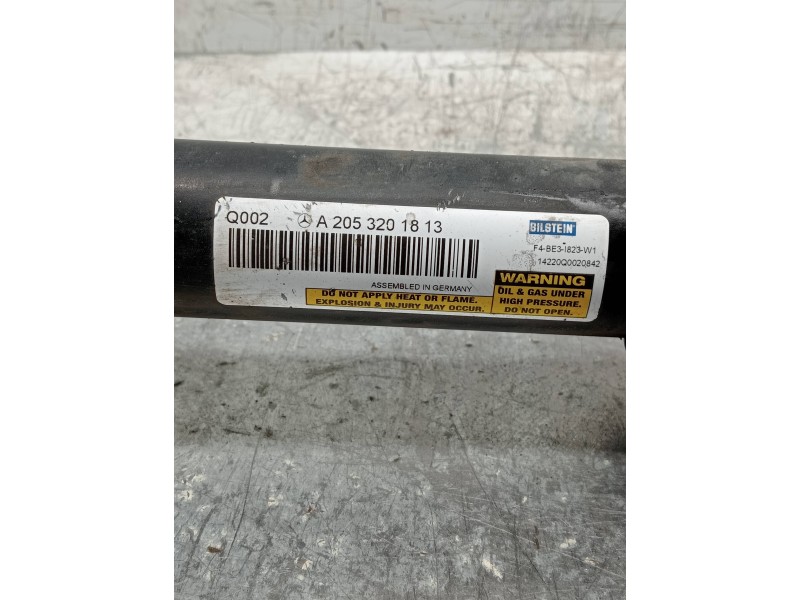 Q002 A 205 320 18 13
BILSTEIN
F4-BE3-I823-W1
14220Q0020842
ASSEMBLED IN GERMANY
DO NOT APPLY HEAT OR FLAME.
EXPLOSION & INJURY MAY OCCUR.
WARNING
OIL & GAS UNDER
HIGH PRESSURE.
DO NOT OPEN.